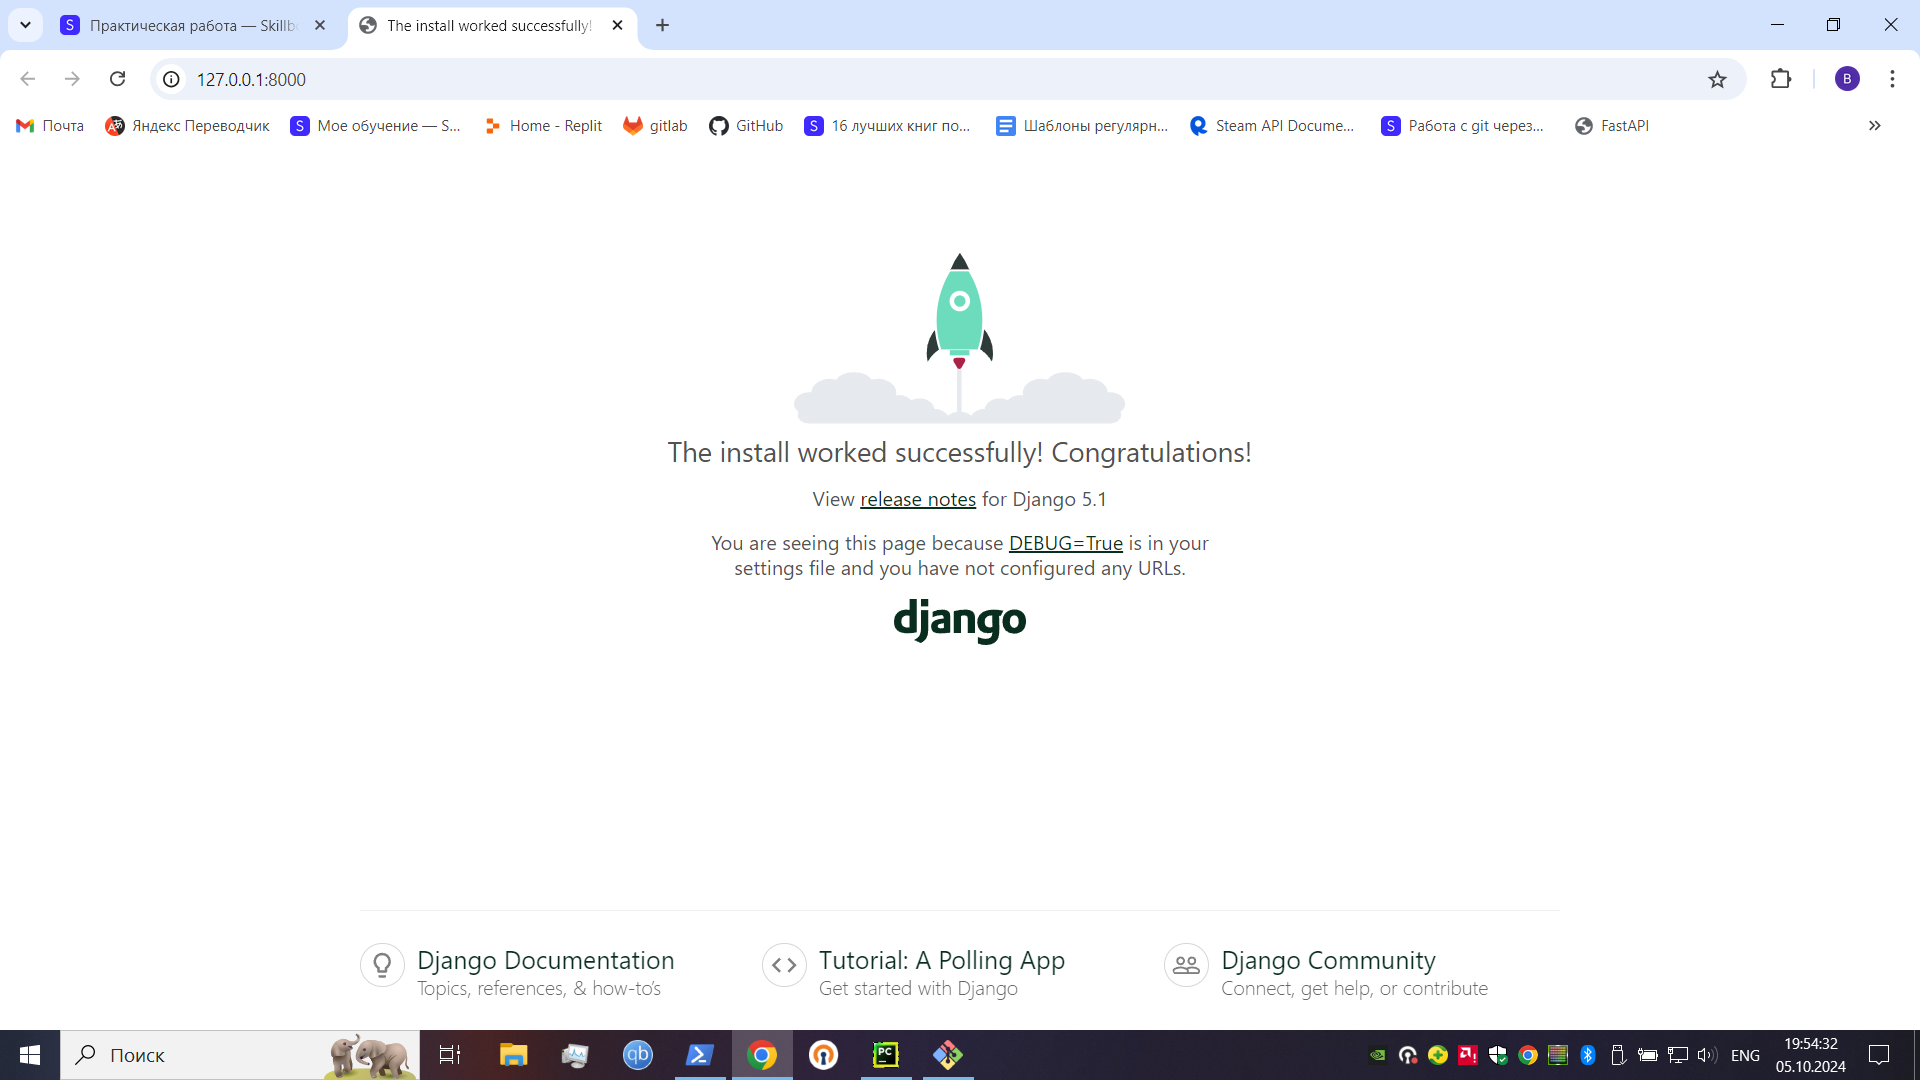 Практическая работа — Skillb
The install worked successfully!
127.0.0.1:8000
Почта
Яндекс Переводчик
Мое обучение — S...
Home - Replit
gitlab
GitHub
16 лучших книг по...
Шаблоны регулярн...
Steam API Docume...
Работа с git через...
FastAPI
The install worked successfully! Congratulations!
View release notes for Django 5.1
You are seeing this page because DEBUG=True is in your
settings file and you have not configured any URLs.
django
Django Documentation
Topics, references, & how-to's
Tutorial: A Polling App
Get started with Django
Django Community
Connect, get help, or contribute
Поиск
qb
PC
ENG
19:54:32
05.10.2024